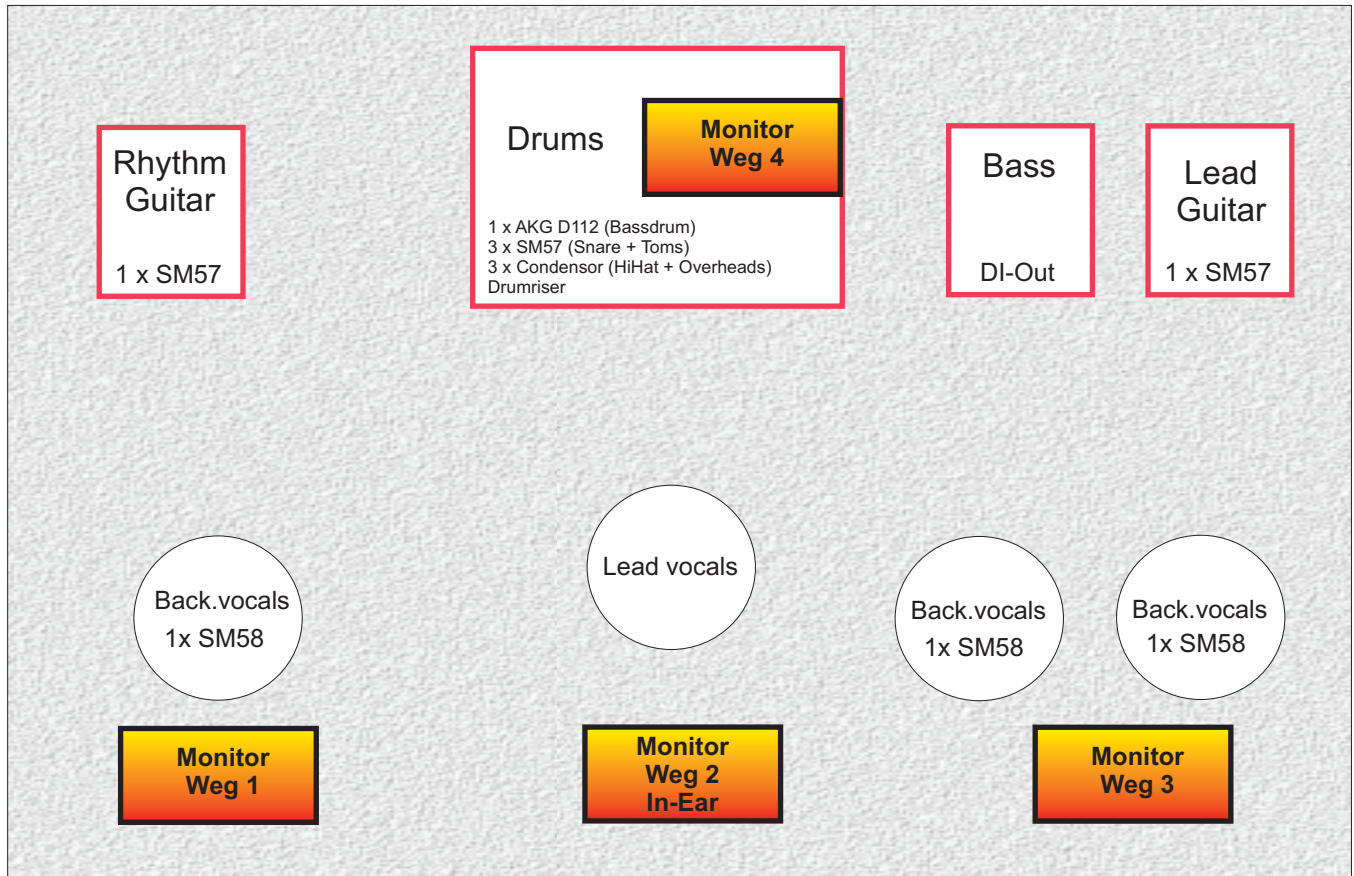 Rhythm
Guitar
1 x SM57
Drums
Monitor
Weg 4
1 x AKG D112 (Bassdrum)
3 x SM57 (Snare + Toms)
3 x Condensor (HiHat + Overheads)
Drumriser
Bass
DI-Out
Lead
Guitar
1 x SM57
Back.vocals
1x SM58
Lead vocals
Back.vocals
1x SM58
Back.vocals
1x SM58
Monitor
Weg 1
Monitor
Weg 2
In-Ear
Monitor
Weg 3